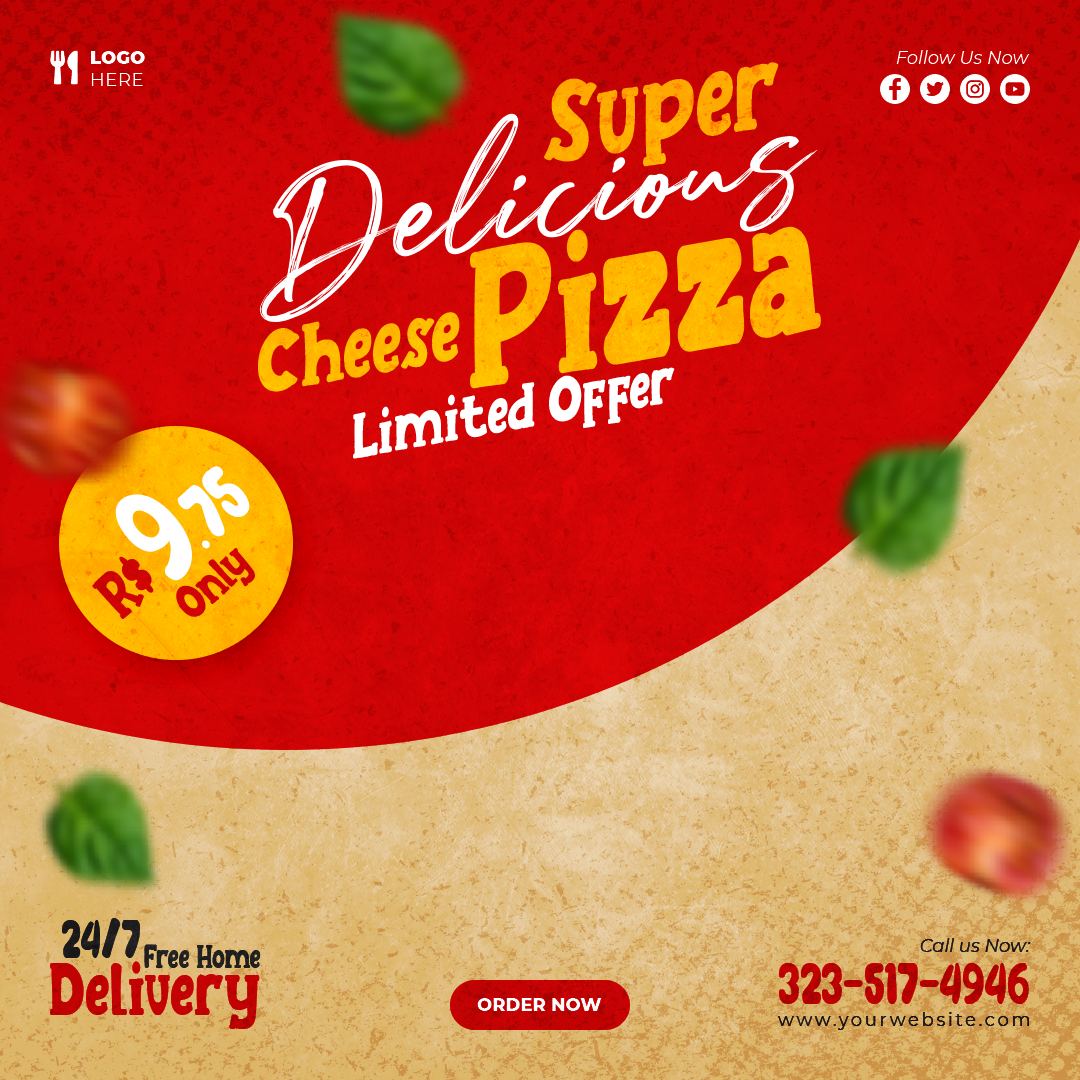 LOGO
HERE
Follow Us Now
Super
Delicious
Cheese Pizza
Limited Offer
R$ 9.75
Only
24/7 Free Home
Delivery
ORDER NOW
Call us Now:
323-517-4946
www.yourwebsite.com